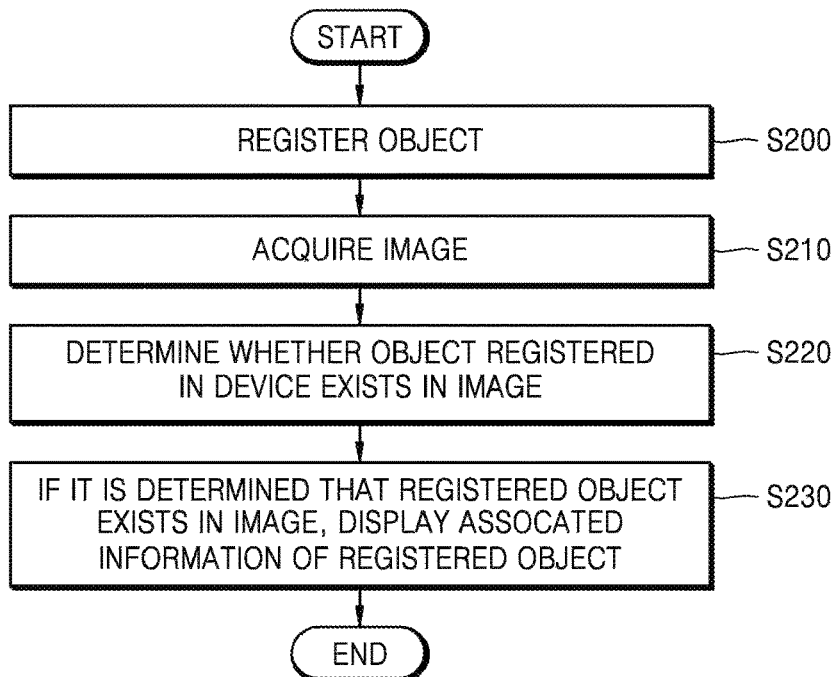 START
REGISTER OBJECT
S200
ACQUIRE IMAGE
S210
DETERMINE WHETHER OBJECT REGISTERED
IN DEVICE EXISTS IN IMAGE
S220
IF IT IS DETERMINED THAT REGISTERED OBJECT
EXISTS IN IMAGE, DISPLAY ASSOCATED
INFORMATION OF REGISTERED OBJECT
S230
END